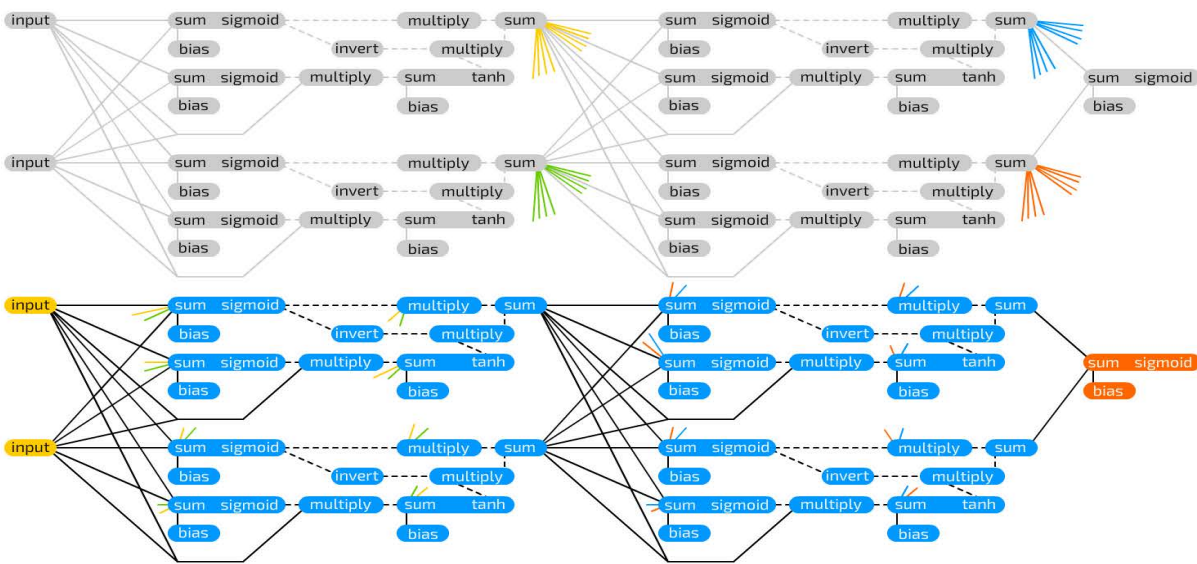 input sum sigmoid multiply sum sum sigmoid multiply sum
bias invert multiply bias invert multiply
sum sigmoid multiply sum tanh sum sigmoid multiply sum tanh sum sigmoid
bias bias bias bias bias
input sum sigmoid multiply sum sum sigmoid multiply sum
bias invert multiply bias invert multiply
sum sigmoid multiply sum tanh sum sigmoid multiply sum tanh
bias bias bias bias
input sum sigmoid multiply sum sum sigmoid multiply sum
bias invert multiply bias invert multiply
sum sigmoid multiply sum tanh sum sigmoid multiply sum tanh sum sigmoid
bias bias bias bias bias
input sum sigmoid multiply sum sum sigmoid multiply sum
bias invert multiply bias invert multiply
sum sigmoid multiply sum tanh sum sigmoid multiply sum tanh
bias bias bias bias